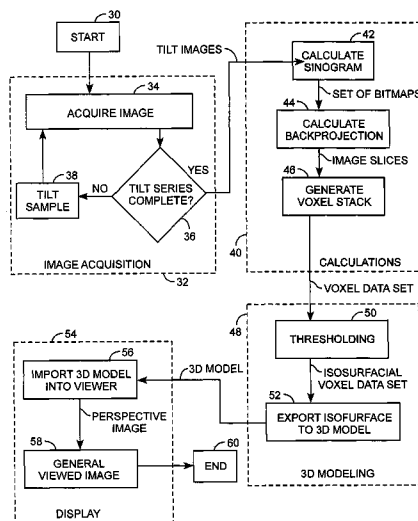 30
START
34
ACQUIRE IMAGE
38
TILT
SAMPLE
NO
TILT SERIES
COMPLETE?
YES
36
IMAGE ACQUISITION
32
TILT IMAGES
42
CALCULATE
SINOGRAM
SET OF BITMAPS
44
CALCULATE
BACKPROJECTION
IMAGE SLICES
46
GENERATE
VOXEL STACK
40
CALCULATIONS
VOXEL DATA SET
48
50
THRESHOLDING
ISOSURFACIAL
VOXEL DATA SET
52
EXPORT ISOFURFACE
TO 3D MODEL
3D MODELING
3D MODEL
54
56
IMPORT 3D MODEL
INTO VIEWER
PERSPECTIVE
IMAGE
58
GENERAL
VIEWED IMAGE
60
END
DISPLAY